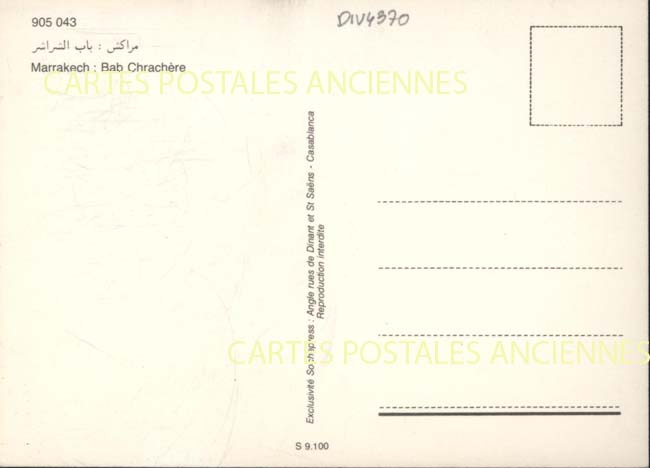 905 043
DIV4370
مراكش : باب الشراشر
Marrakech : Bab Chrachère
CARTES POSTALES ANCIENNES
Exclusivité Sochepress : Angle rues de Dinant et St Saëns - Casablanca
Reproduction interdite
CARTES POSTALES ANCIENNES
S 9.100